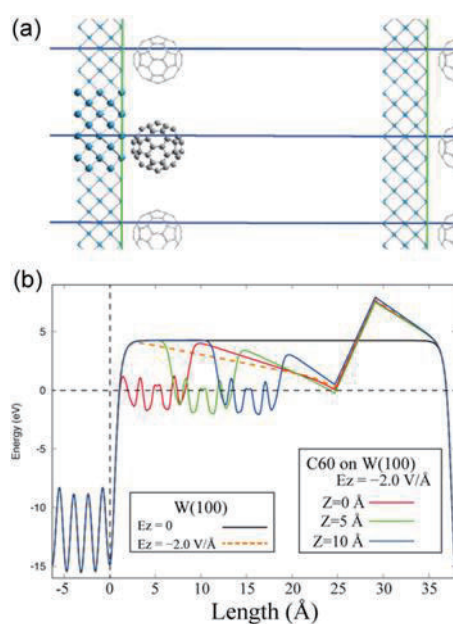 (a)
(b)
5
0
-5
-10
-15
Energy (eV)
W(100)
Ez = 0
Ez = −2.0 V/Å
C60 on W(100)
Ez = −2.0 V/Å
Z=0 Å
Z=5 Å
Z=10 Å
-5 0 5 10 15 20 25 30 35
Length (Å)